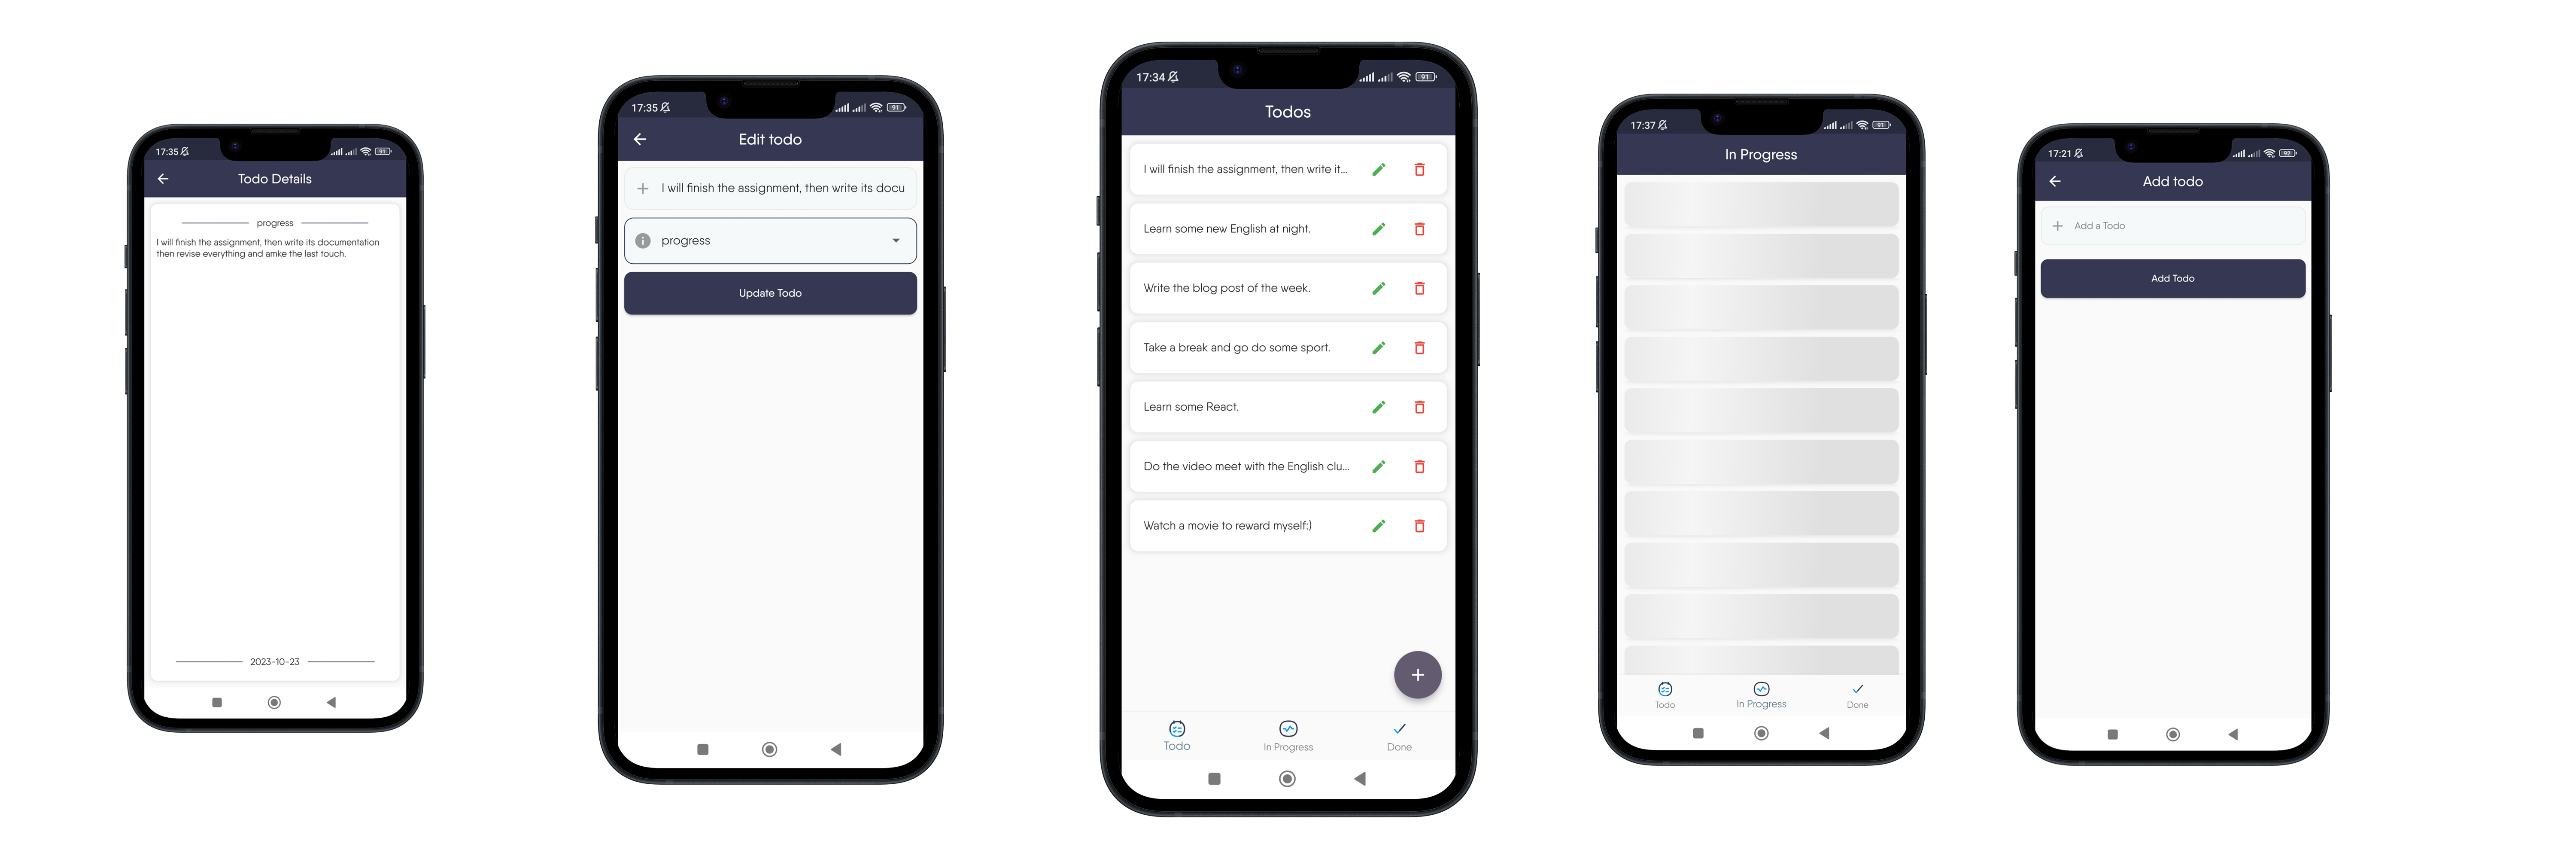 17:35
91
Todo Details
progress
I will finish the assignment, then write its documentation
then revise everything and amke the last touch.
2023-10-23
17:35
91
Edit todo
I will finish the assignment, then write its docu
progress
Update Todo
17:34
91
Todos
I will finish the assignment, then write it...
Learn some new English at night.
Write the blog post of the week.
Take a break and go do some sport.
Learn some React.
Do the video meet with the English clu...
Watch a movie to reward myself:)
Todo
In Progress
Done
17:37
91
In Progress
Todo
In Progress
Done
17:21
92
Add todo
Add a Todo
Add Todo